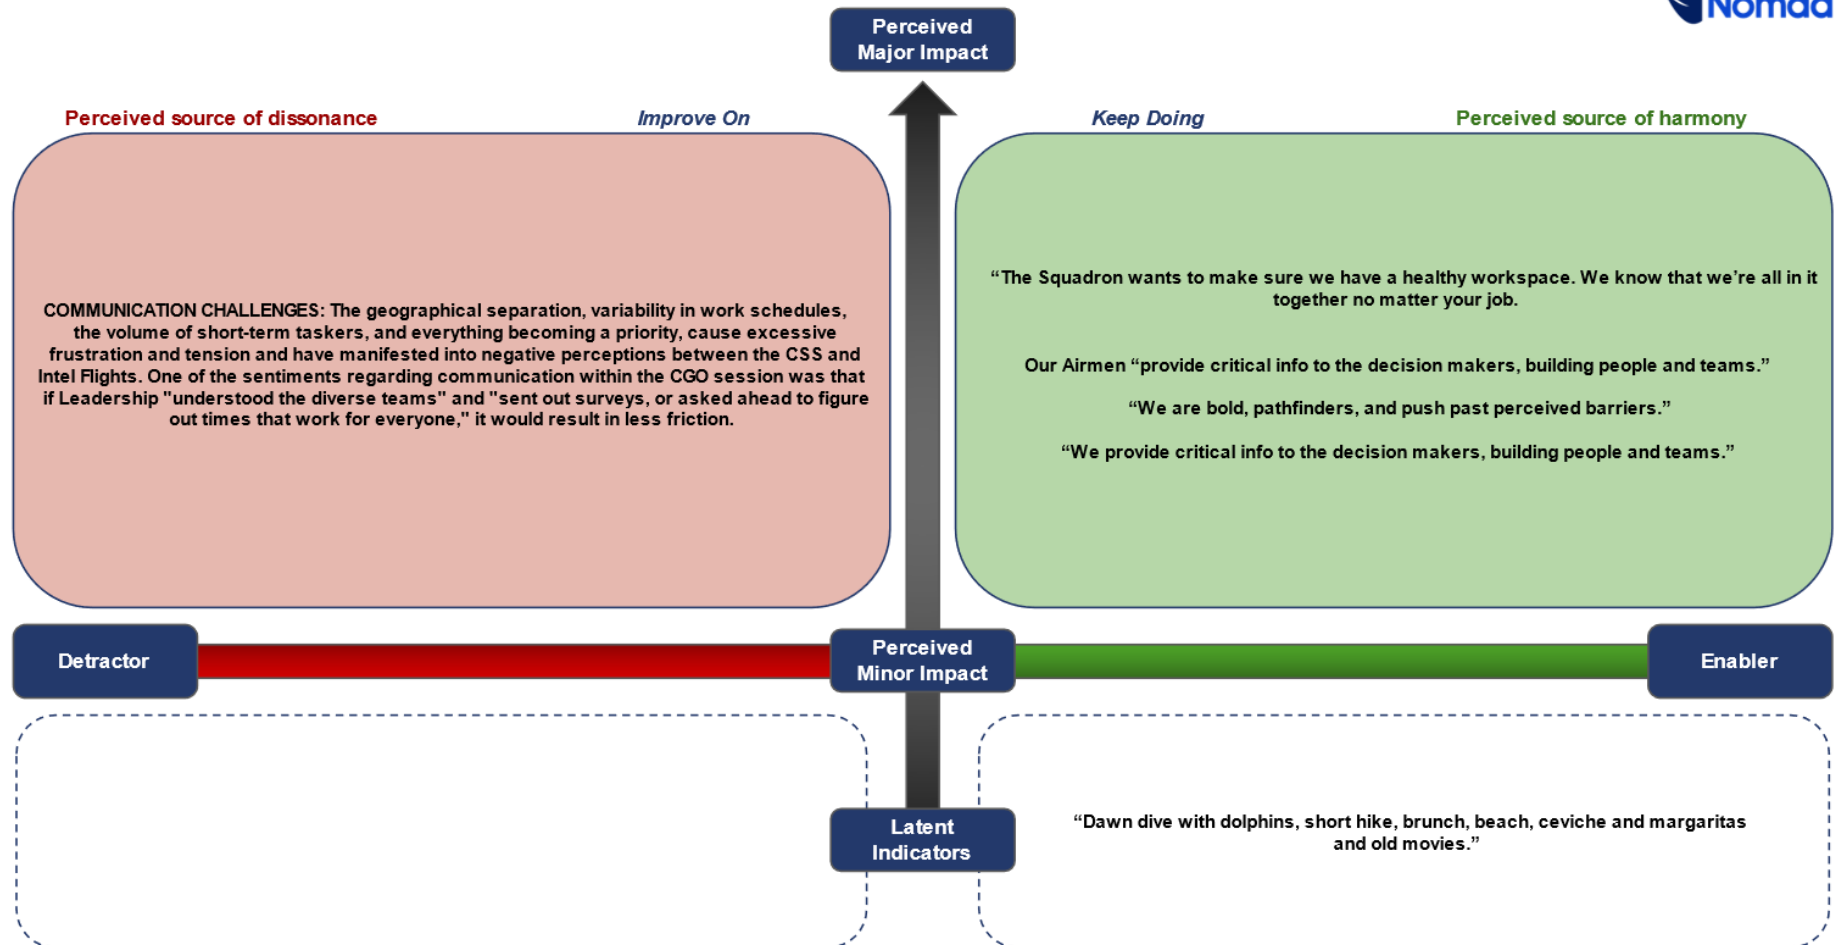 Nomad
Perceived
Major Impact
Perceived source of dissonance
Improve On
Keep Doing
Perceived source of harmony
COMMUNICATION CHALLENGES: The geographical separation, variability in work schedules,
the volume of short-term taskers, and everything becoming a priority, cause excessive
frustration and tension and have manifested into negative perceptions between the CSS and
Intel Flights. One of the sentiments regarding communication within the CGO session was that
if Leadership "understood the diverse teams" and "sent out surveys, or asked ahead to figure
out times that work for everyone," it would result in less friction.
“The Squadron wants to make sure we have a healthy workspace. We know that we’re all in it
together no matter your job.
Our Airmen “provide critical info to the decision makers, building people and teams.”
“We are bold, pathfinders, and push past perceived barriers.”
“We provide critical info to the decision makers, building people and teams.”
Detractor
Perceived
Minor Impact
Enabler
Latent
Indicators
“Dawn dive with dolphins, short hike, brunch, beach, ceviche and margaritas
and old movies.”